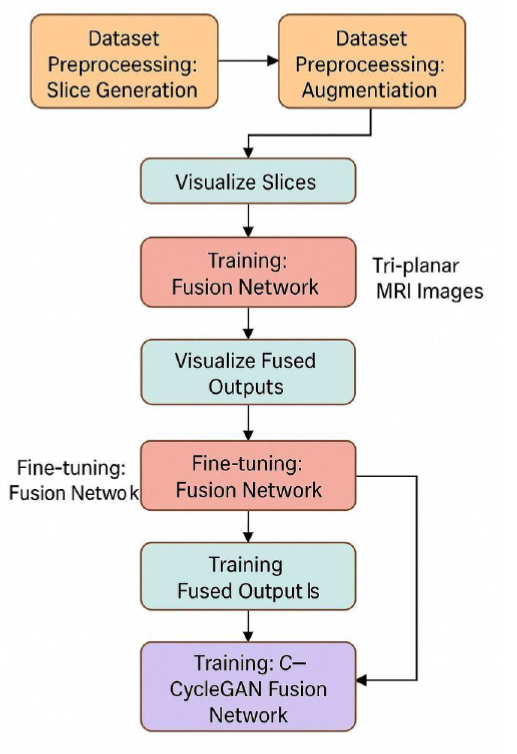 Dataset
Preproceessing:
Slice Generation
Dataset
Preproceessing:
Augmentiation
Visualize Slices
Training:
Fusion Network
Tri-planar
MRI Images
Visualize Fused
Outputs
Fine-tuning:
Fusion Netwo k
Fine-tuning:
Fusion Network
Training
Fused Output ls
Training: C–
CycleGAN Fusion
Network